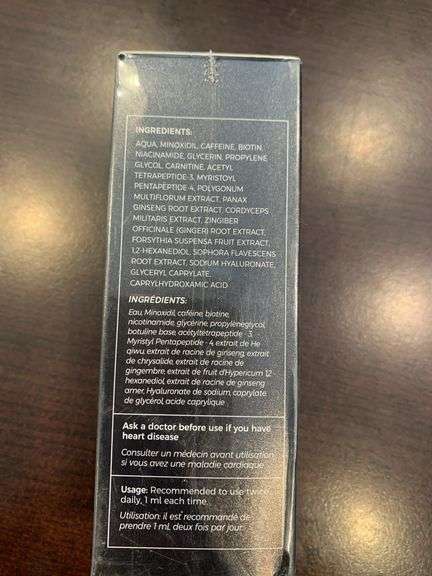 INGREDIENTS:
AQUA, MINOXIDIL, CAFFEINE, BIOTIN,
NIACINAMIDE, GLYCERIN, PROPYLENE
GLYCOL, CARNITINE, ACETYL
TETRAPEPTIDE-3, MYRISTOYL
PENTAPEPTIDE-4, POLYGONUM
MULTIFLORUM EXTRACT, PANAX
GINSENG ROOT EXTRACT, CORDYCEPS
MILITARIS EXTRACT, ZINGIBER
OFFICINALE (GINGER) ROOT EXTRACT,
FORSYTHIA SUSPENSA FRUIT EXTRACT,
1,2-HEXANEDIOL, SOPHORA FLAVESCENS
ROOT EXTRACT, SODIUM HYALURONATE,
GLYCERYL CAPRYLATE,
CAPRYLHYDROXAMIC ACID
INGRÉDIENTS:
Eau, Minoxidil, caféine, biotine,
nicotinamide, glycérine, propylèneglycol,
botuline base, acétyltétrapeptide - 3,
Myristyl Pentapeptide - 4 extrait de He
qiwu, extrait de racine de ginseng, extrait
de chrysalide, extrait de racine de
gingembre, extrait de fruit d'Hypericum 1.2
hexanediol, extrait de racine de ginseng
amer, Hyaluronate de sodium, caprylate
de glycérol, acide caprylique
Ask a doctor before use if you have
heart disease
Consulter un médecin avant utilisation
si vous avez une maladie cardiaque
Usage: Recommended to use twice
daily, 1 ml each time
Utilisation: il est recommandé de
prendre 1 ml, deux fois par jour